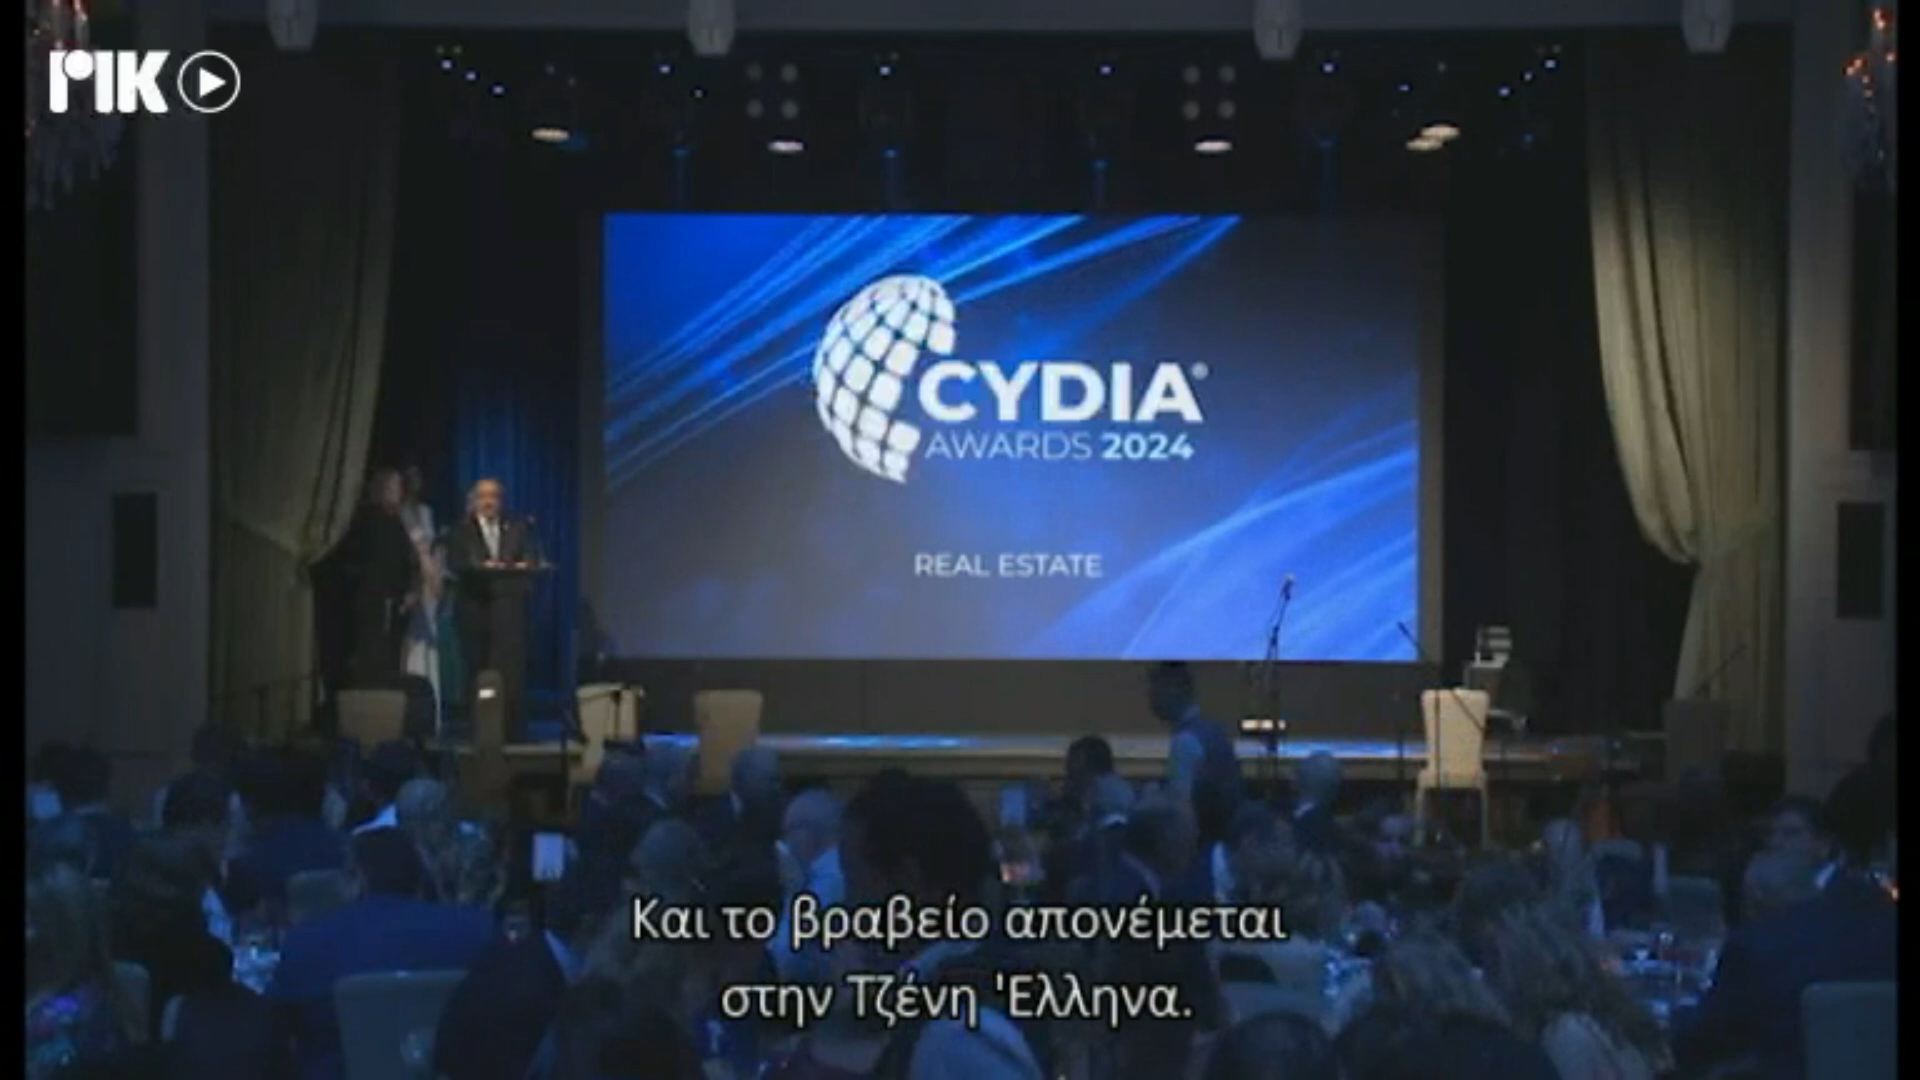 ΡΙΚ
CYDIA®
AWARDS 2024
REAL ESTATE
Και το βραβείο απονέμεται
στην Τζένη 'Ελληνα.